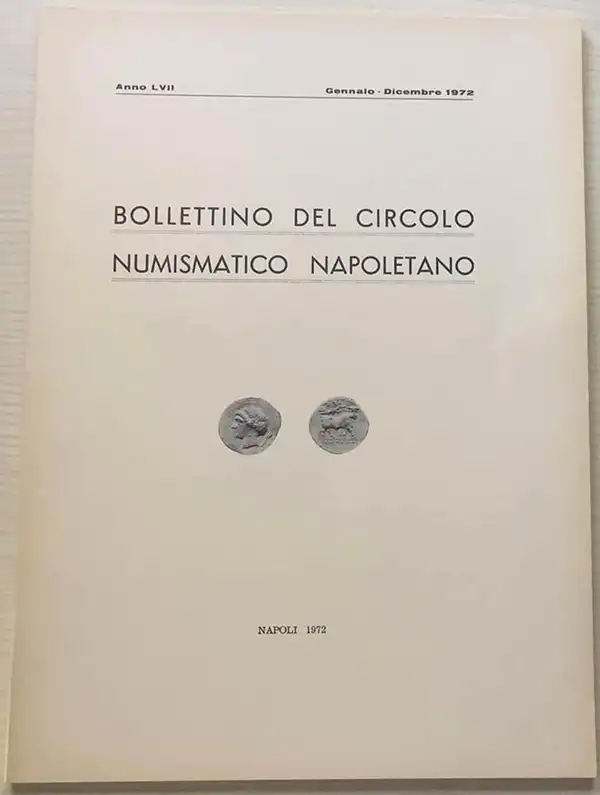 Anno LVII
Gennaio - Dicembre 1972
BOLLETTINO DEL CIRCOLO
NUMISMATICO NAPOLETANO
NAPOLI 1972